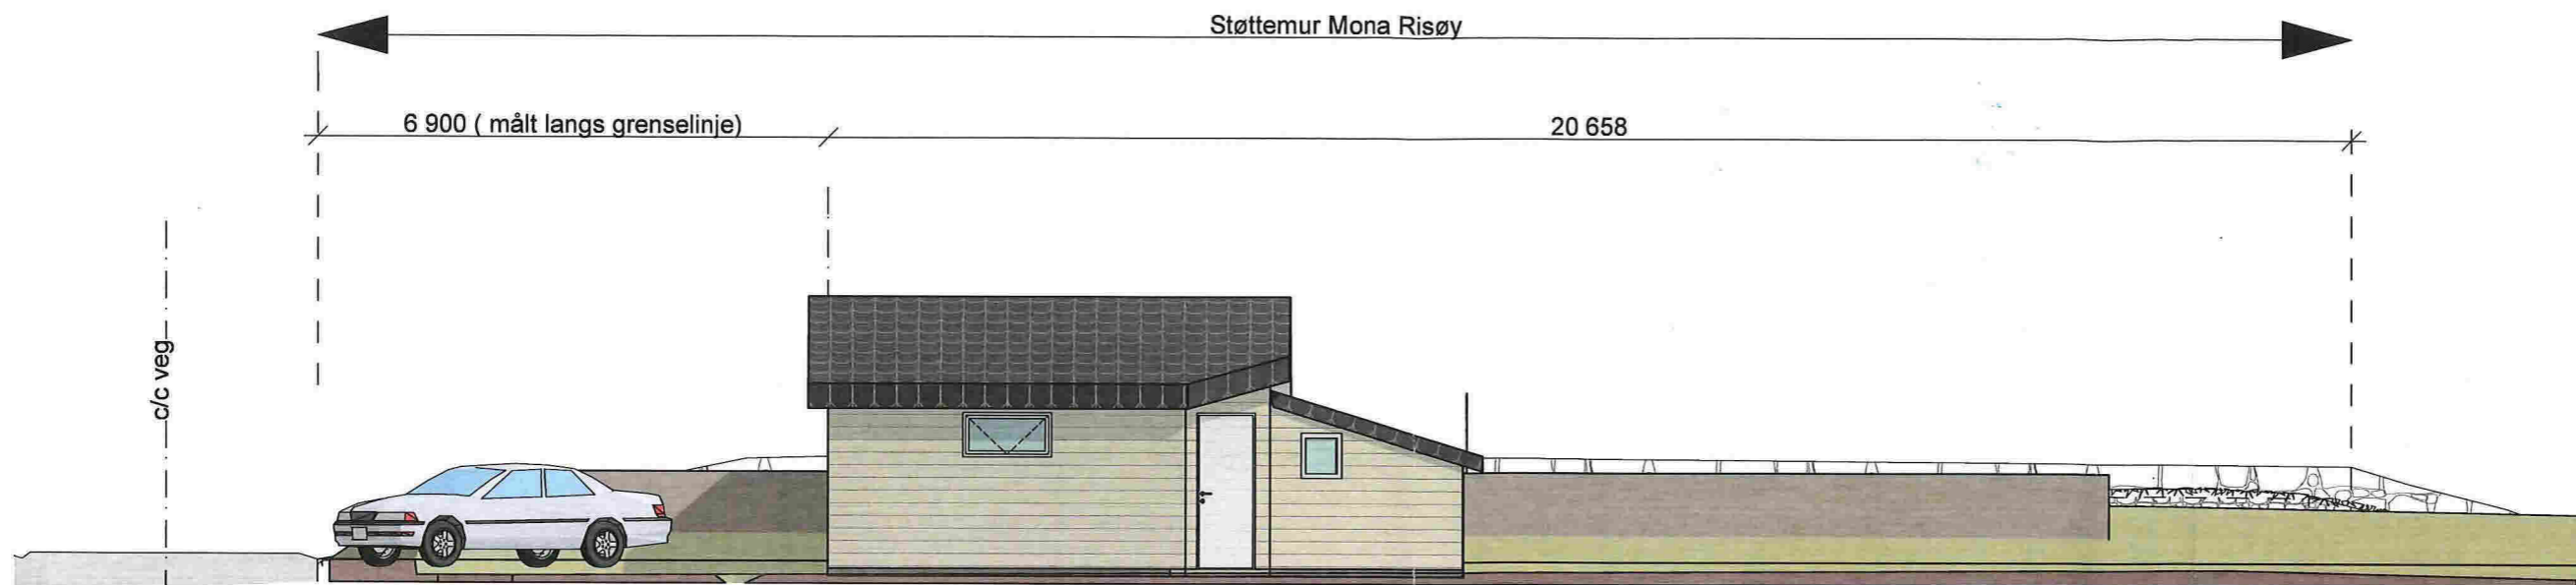 Støttemur Mona Risøy
6 900 ( målt langs grenselinje)
20 658
c/c veg